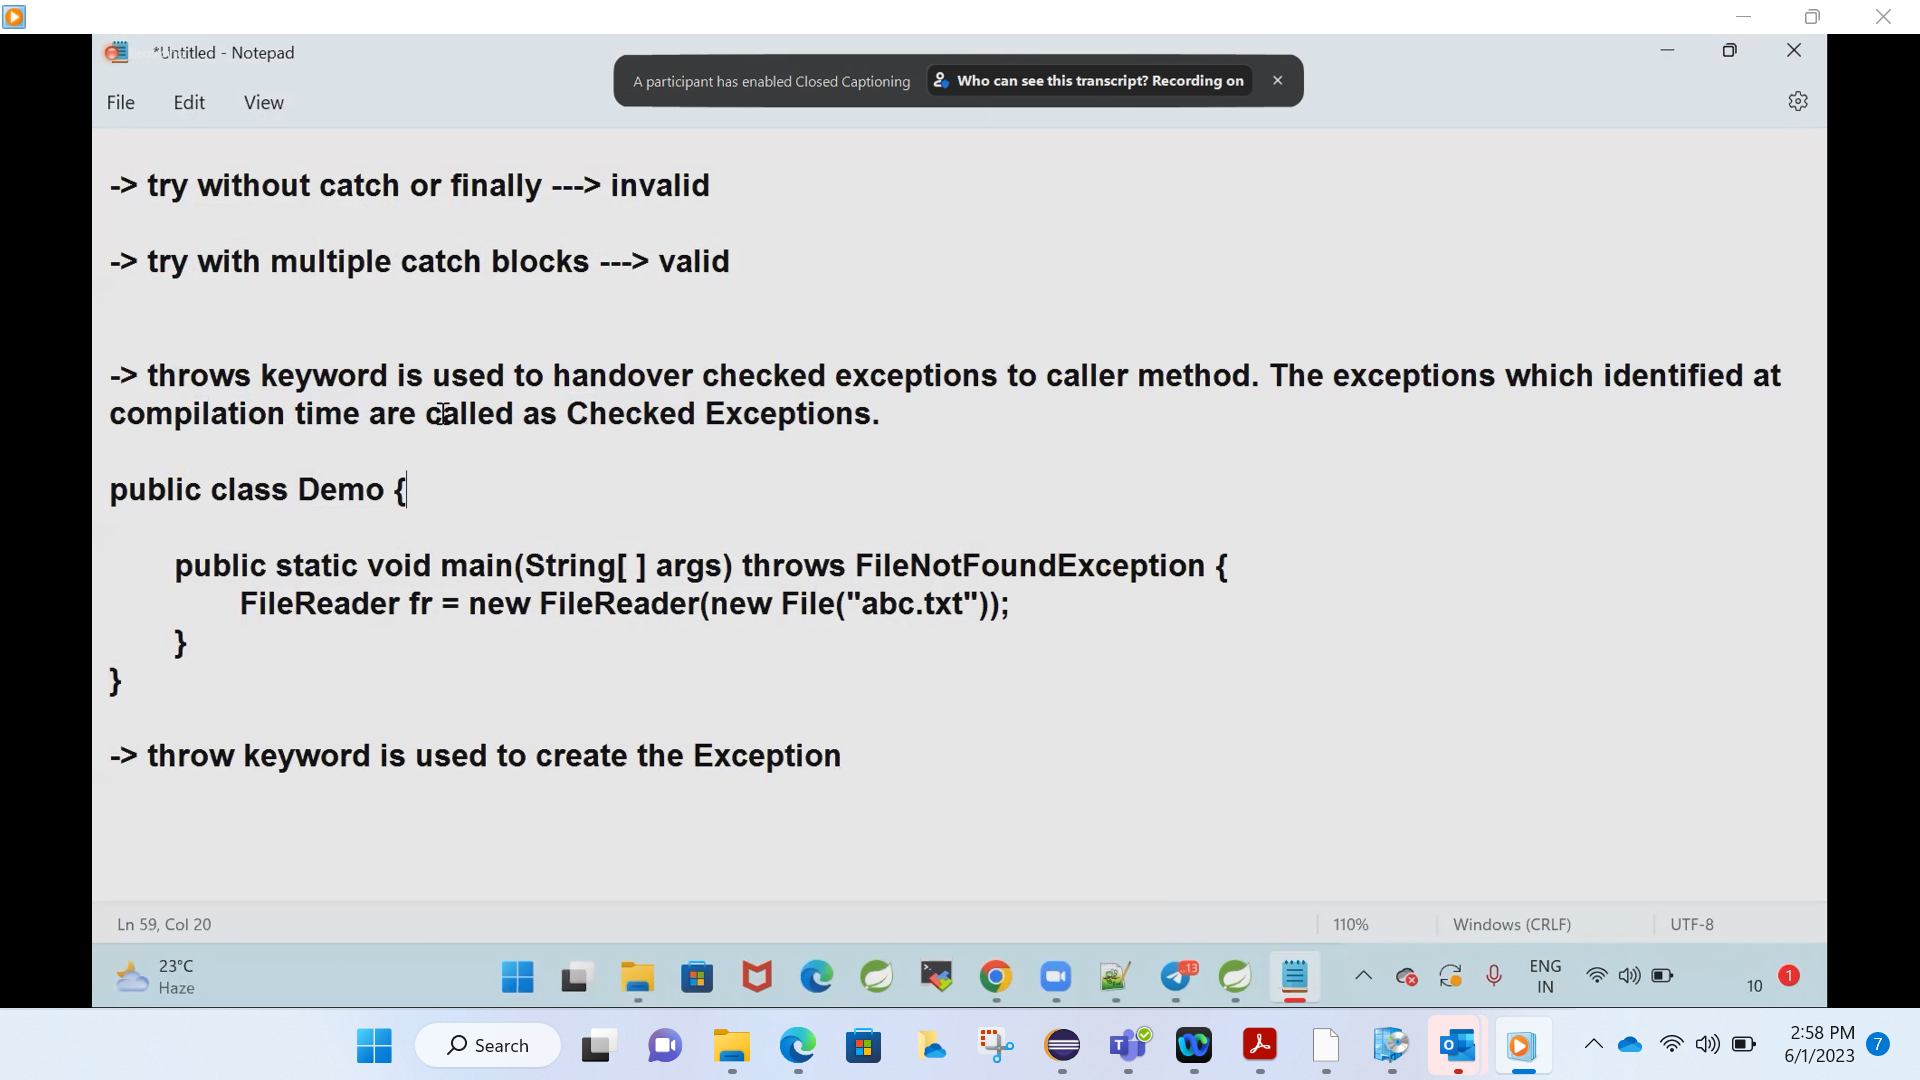 *Untitled - Notepad
A participant has enabled Closed Captioning
Who can see this transcript? Recording on
File Edit View
-> try without catch or finally ---> invalid
-> try with multiple catch blocks ---> valid
-> throws keyword is used to handover checked exceptions to caller method. The exceptions which identified at
compilation time are called as Checked Exceptions.
public class Demo {
public static void main(String[ ] args) throws FileNotFoundException {
FileReader fr = new FileReader(new File("abc.txt"));
}
}
-> throw keyword is used to create the Exception
Ln 59, Col 20
110%
Windows (CRLF)
UTF-8
23°C
Haze
13
ENG
IN
10
1
Search
2:58 PM
6/1/2023
7